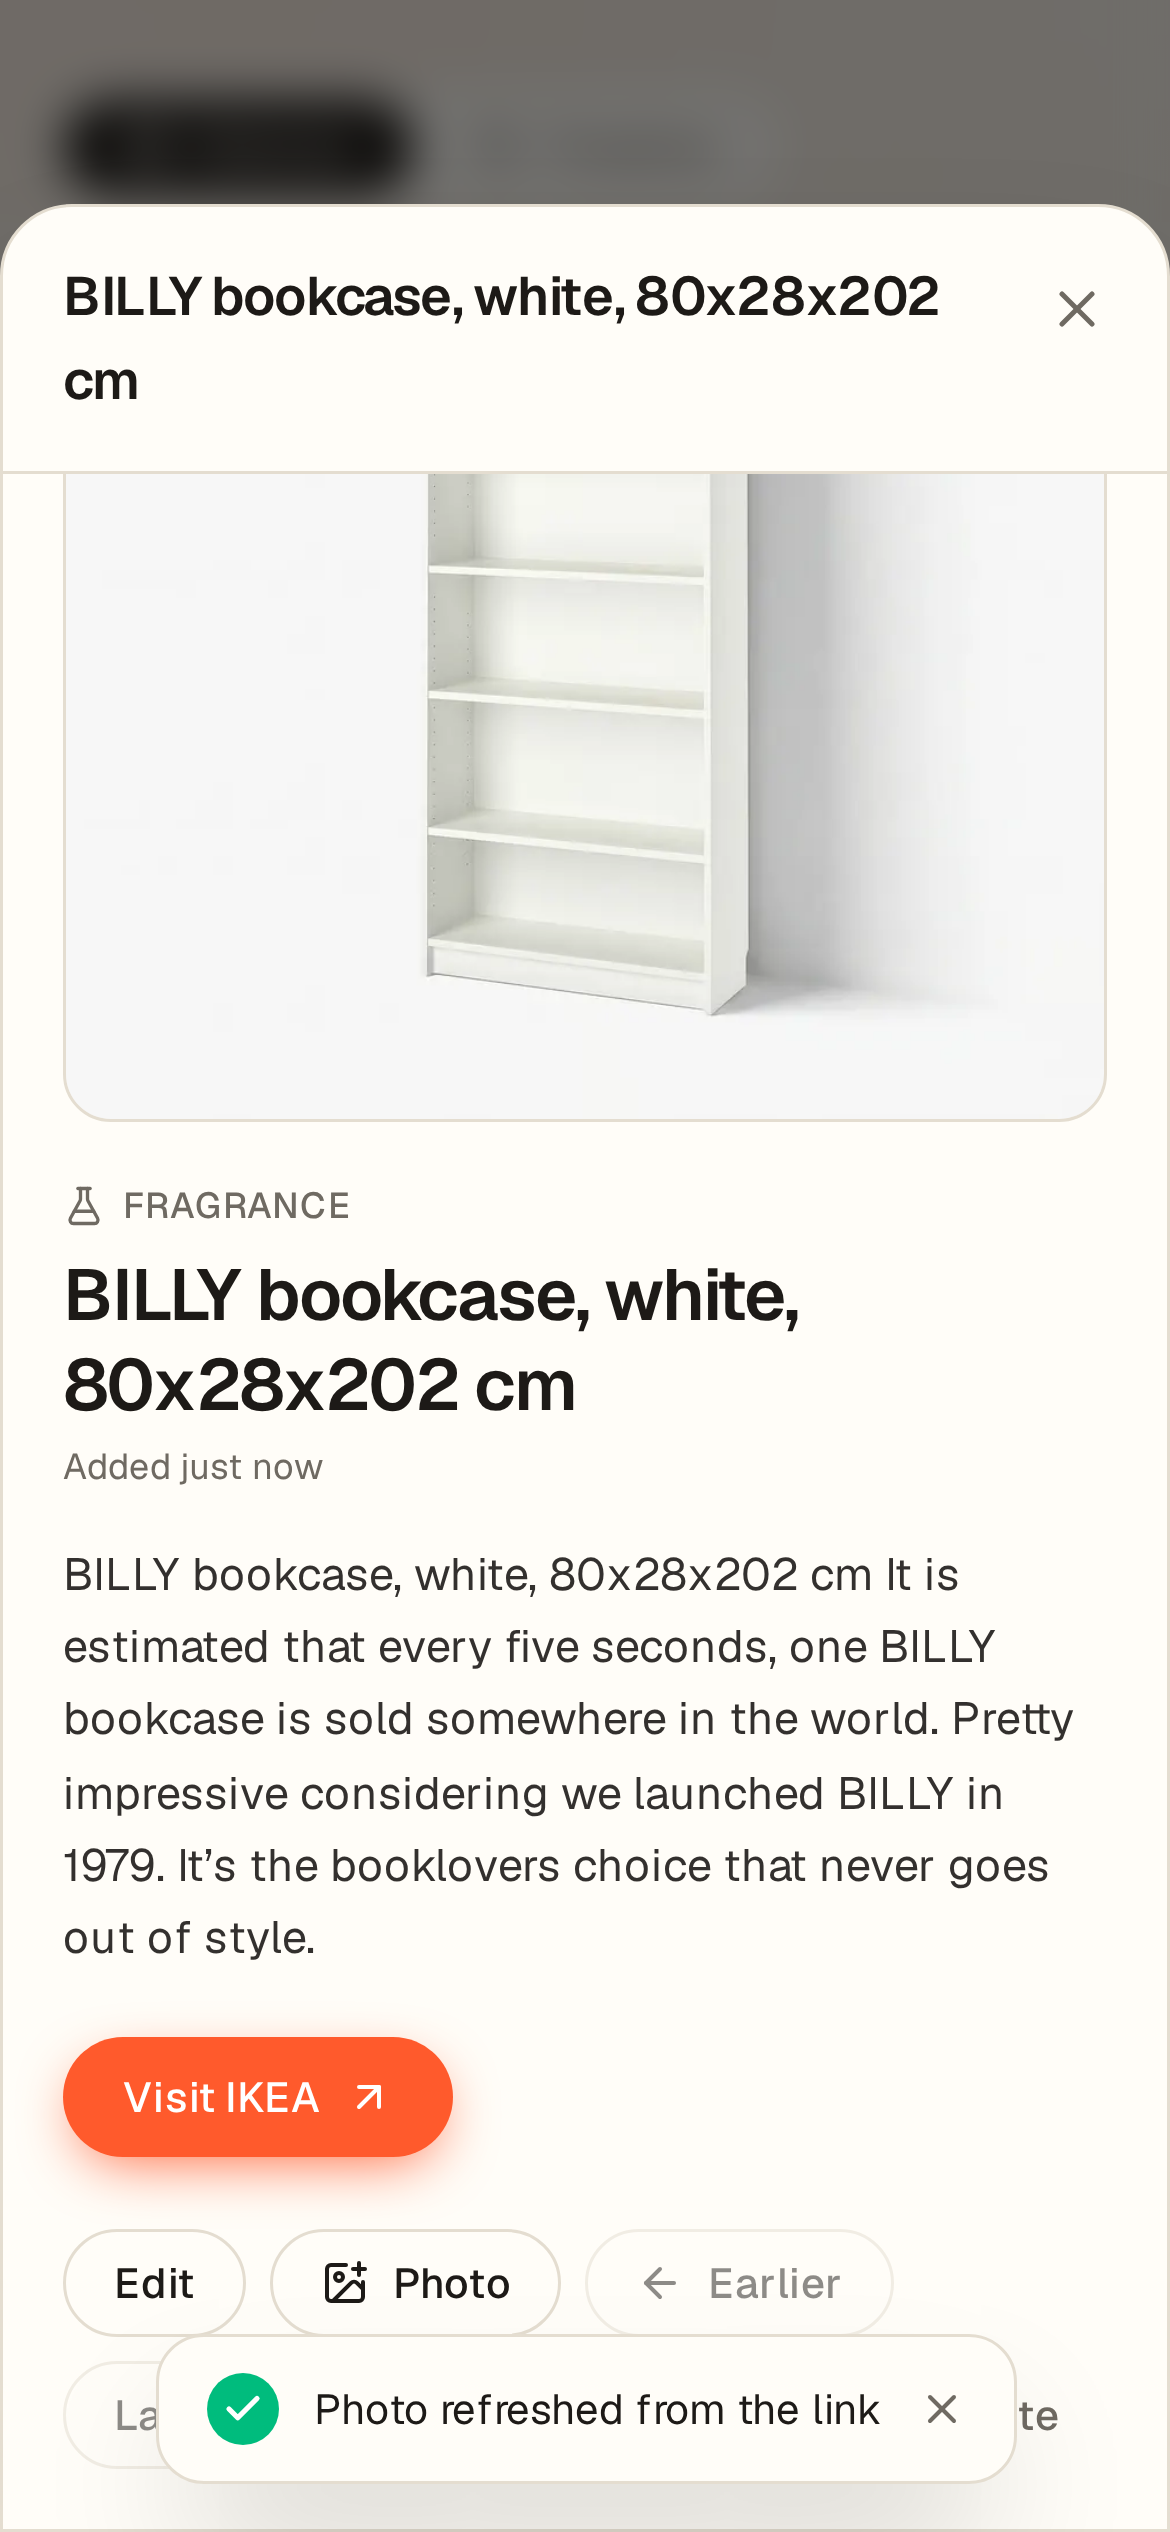 BILLY bookcase, white, 80x28x202
cm
FRAGRANCE
BILLY bookcase, white,
80x28x202 cm
Added just now
BILLY bookcase, white, 80x28x202 cm It is
estimated that every five seconds, one BILLY
bookcase is sold somewhere in the world. Pretty
impressive considering we launched BILLY in
1979. It’s the booklovers choice that never goes
out of style.
Visit IKEA
Edit
Photo
Earlier
Photo refreshed from the link